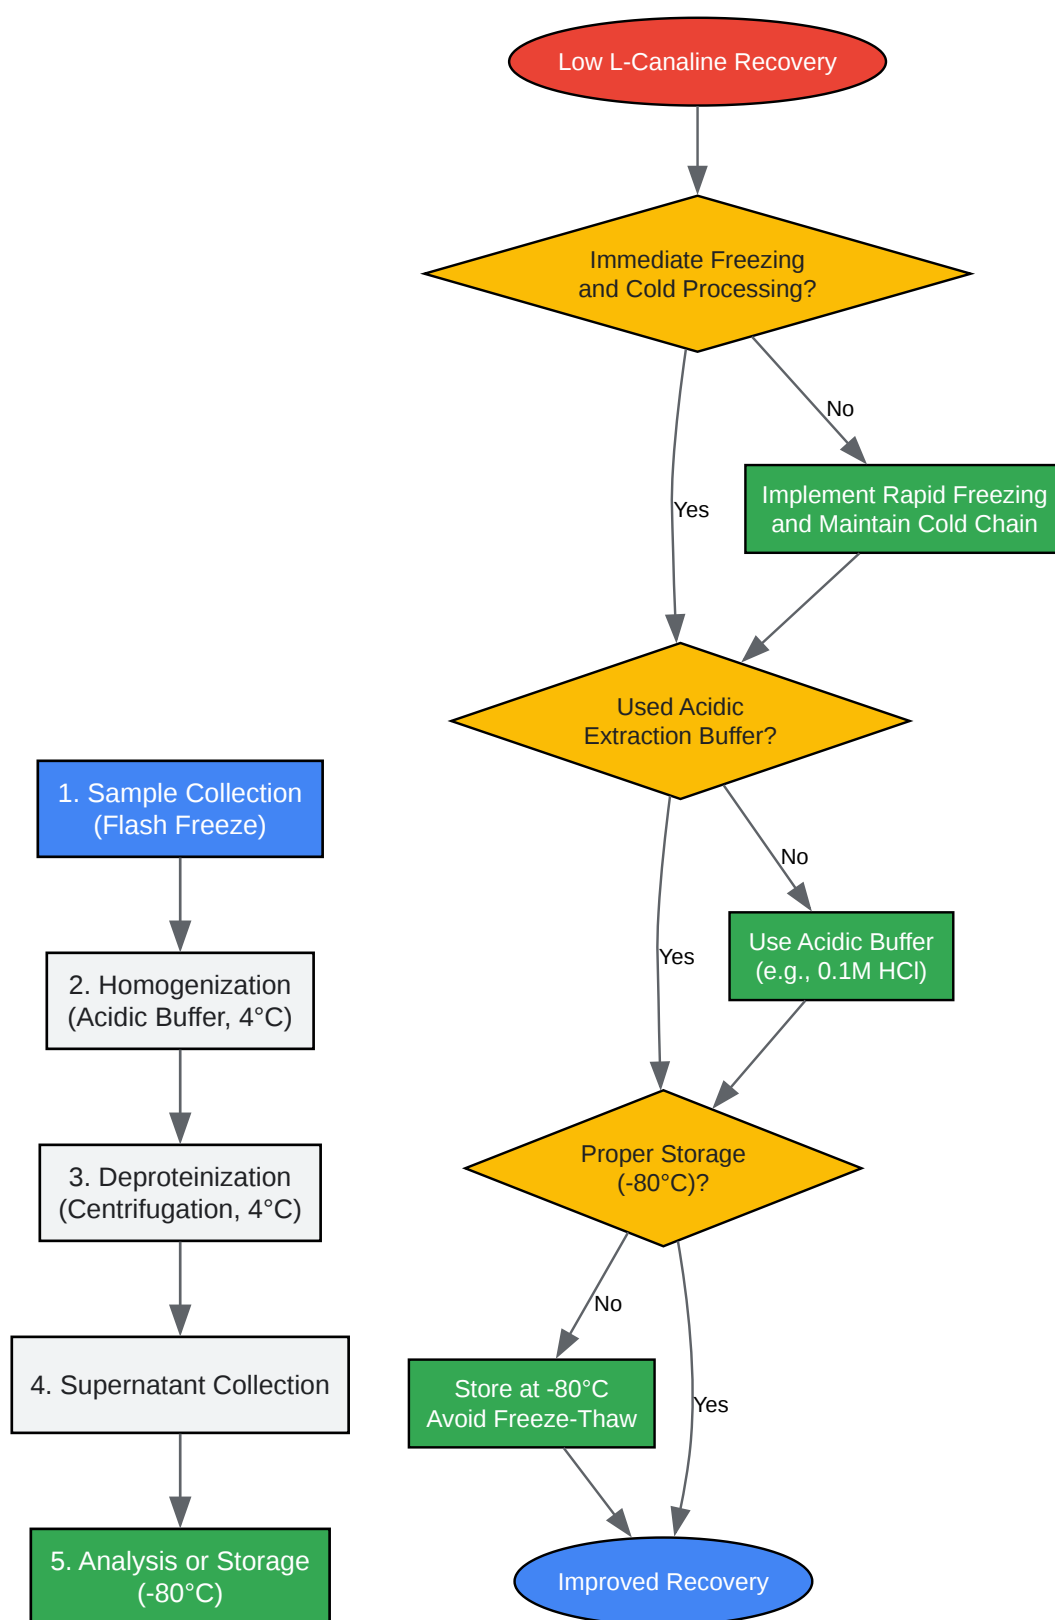 Low L-Canaline Recovery
Immediate Freezing
and Cold Processing?
No
Yes
Implement Rapid Freezing
and Maintain Cold Chain
Used Acidic
Extraction Buffer?
No
Yes
Use Acidic Buffer
(e.g., 0.1M HCl)
Proper Storage
(-80°C)?
No
Yes
Store at -80°C
Avoid Freeze-Thaw
Improved Recovery
1. Sample Collection
(Flash Freeze)
2. Homogenization
(Acidic Buffer, 4°C)
3. Deproteinization
(Centrifugation, 4°C)
4. Supernatant Collection
5. Analysis or Storage
(-80°C)